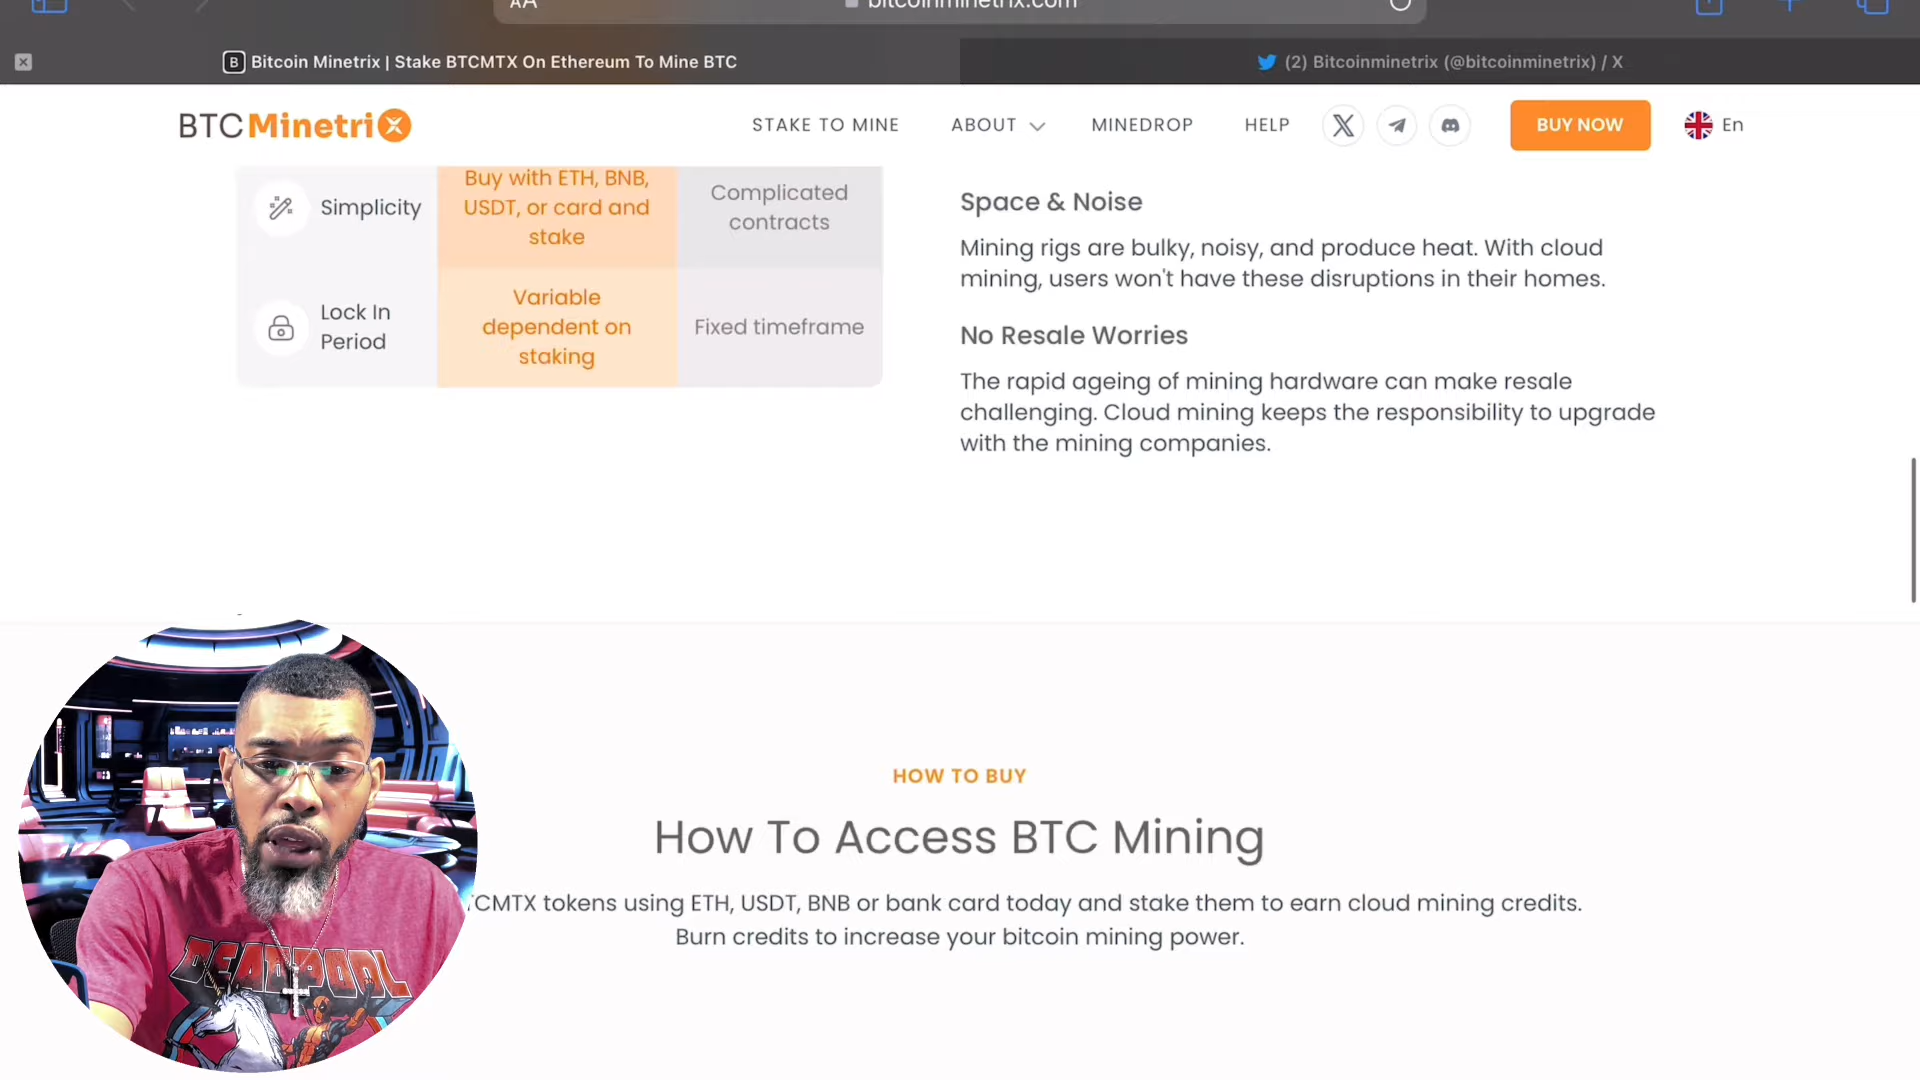 AA
bitcoinminetrix.com
B Bitcoin Minetrix | Stake BTCMTX On Ethereum To Mine BTC
(2) Bitcoinminetrix (@bitcoinminetrix) / X
BTCMinetriX
STAKE TO MINE
ABOUT
MINEDROP
HELP
BUY NOW
En
Simplicity
Buy with ETH, BNB,
USDT, or card and
stake
Complicated
contracts
Lock In
Period
Variable
dependent on
staking
Fixed timeframe
Space & Noise
Mining rigs are bulky, noisy, and produce heat. With cloud
mining, users won't have these disruptions in their homes.
No Resale Worries
The rapid ageing of mining hardware can make resale
challenging. Cloud mining keeps the responsibility to upgrade
with the mining companies.
HOW TO BUY
How To Access BTC Mining
TCMTX tokens using ETH, USDT, BNB or bank card today and stake them to earn cloud mining credits.
Burn credits to increase your bitcoin mining power.
DEADPOOL